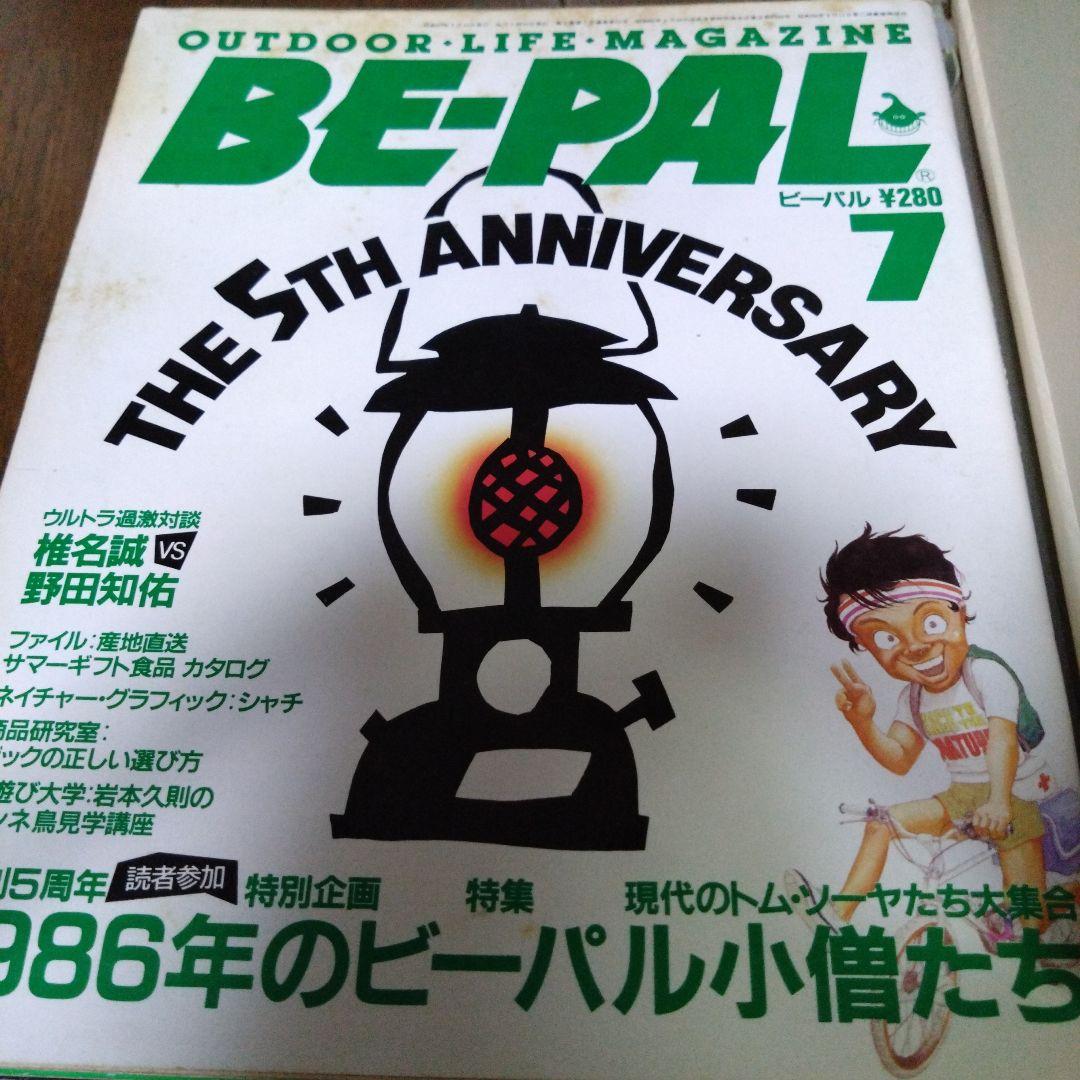 OUTDOOR・LIFE・MAGAZINE
BE-PAL
®
ビーパル ¥280
7
THE 5TH ANNIVERSARY
ウルトラ過激対談
椎名誠 VS
野田知佑
ファイル:産地直送
サマーギフト食品 カタログ
ネイチャー・グラフィック:シャチ
商品研究室:
ックの正しい選び方
遊び大学:岩本久則の
ンネ鳥見学講座
5周年 読者参加 特別企画 特集 現代のトム・ソーヤたち大集合
986年のビーパル小僧たち